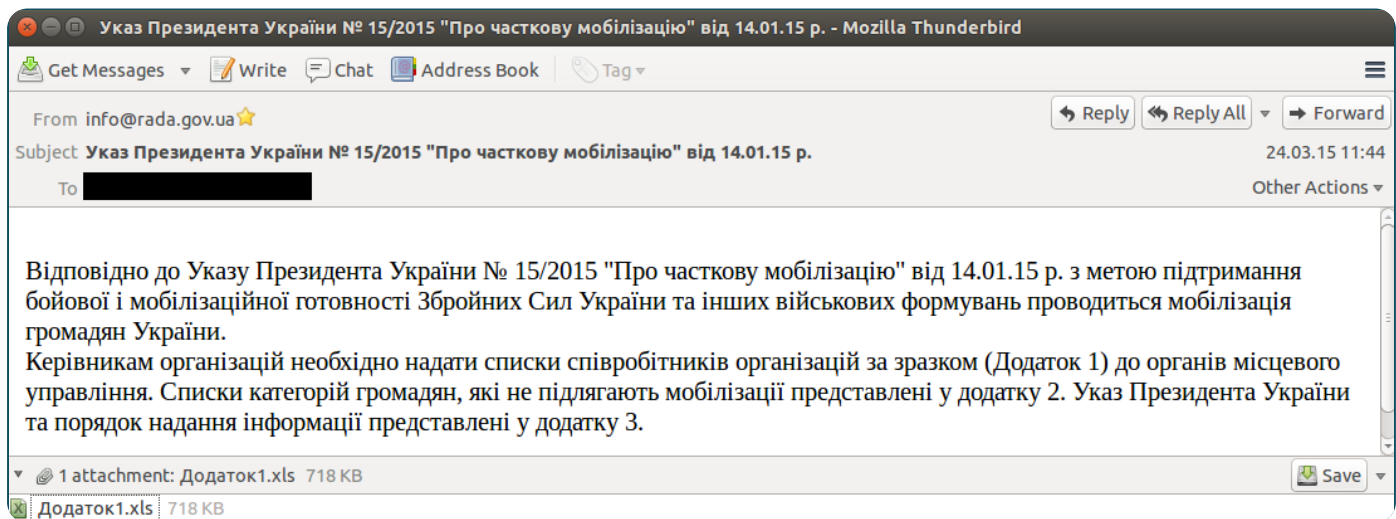 Указ Президента України № 15/2015 "Про часткову мобілізацію" від 14.01.15 р. - Mozilla Thunderbird
Get Messages Write Chat Address Book Tag
From info@rada.gov.ua Reply Reply All Forward
Subject Указ Президента України № 15/2015 "Про часткову мобілізацію" від 14.01.15 р. 24.03.15 11:44
To Other Actions
Відповідно до Указу Президента України № 15/2015 "Про часткову мобілізацію" від 14.01.15 р. з метою підтримання
бойової і мобілізаційної готовності Збройних Сил України та інших військових формувань проводиться мобілізація
громадян України.
Керівникам організацій необхідно надати списки співробітників організацій за зразком (Додаток 1) до органів місцевого
управління. Списки категорій громадян, які не підлягають мобілізації представлені у додатку 2. Указ Президента України
та порядок надання інформації представлені у додатку 3.
1 attachment: Додаток1.xls 718 KB Save
Додаток1.xls 718 KB